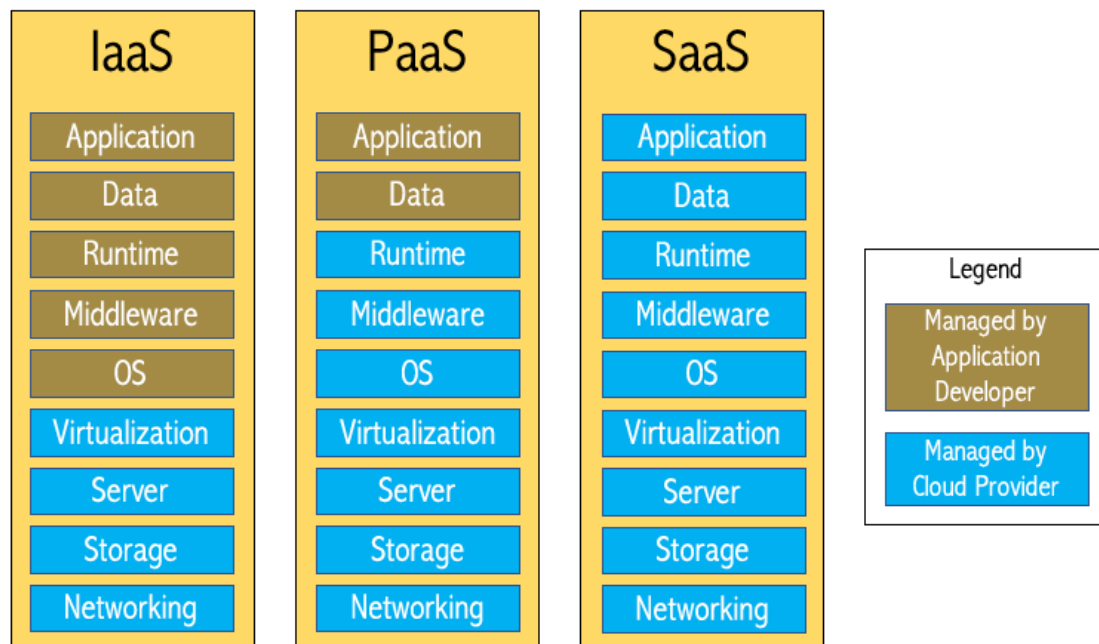 IaaS
Application
Data
Runtime
Middleware
OS
Virtualization
Server
Storage
Networking
PaaS
Application
Data
Runtime
Middleware
OS
Virtualization
Server
Storage
Networking
SaaS
Application
Data
Runtime
Middleware
OS
Virtualization
Server
Storage
Networking
Legend
Managed by
Application
Developer
Managed by
Cloud Provider